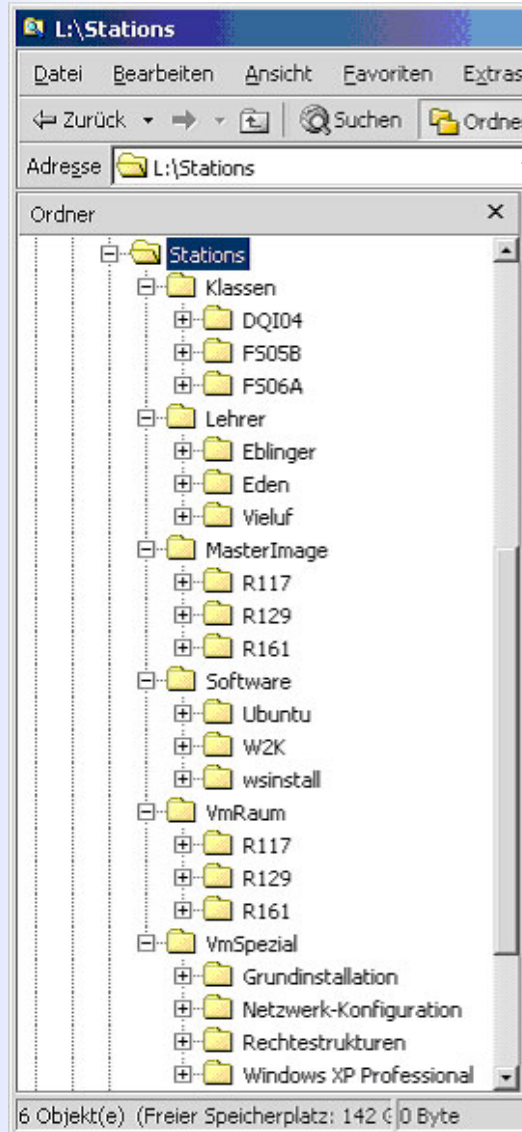 L:\Stations
Datei Bearbeiten Ansicht Favoriten Extras
Zurück Suchen Ordne
Adresse L:\Stations
Ordner
Stations
Klassen
DQI04
FS05B
FS06A
Lehrer
Eblinger
Eden
Vieluf
MasterImage
R117
R129
R161
Software
Ubuntu
W2K
wsinstall
VmRaum
R117
R129
R161
VmSpezial
Grundinstallation
Netzwerk-Konfiguration
Rechtestrukturen
Windows XP Professional
6 Objekt(e) (Freier Speicherplatz: 142 G 0 Byte